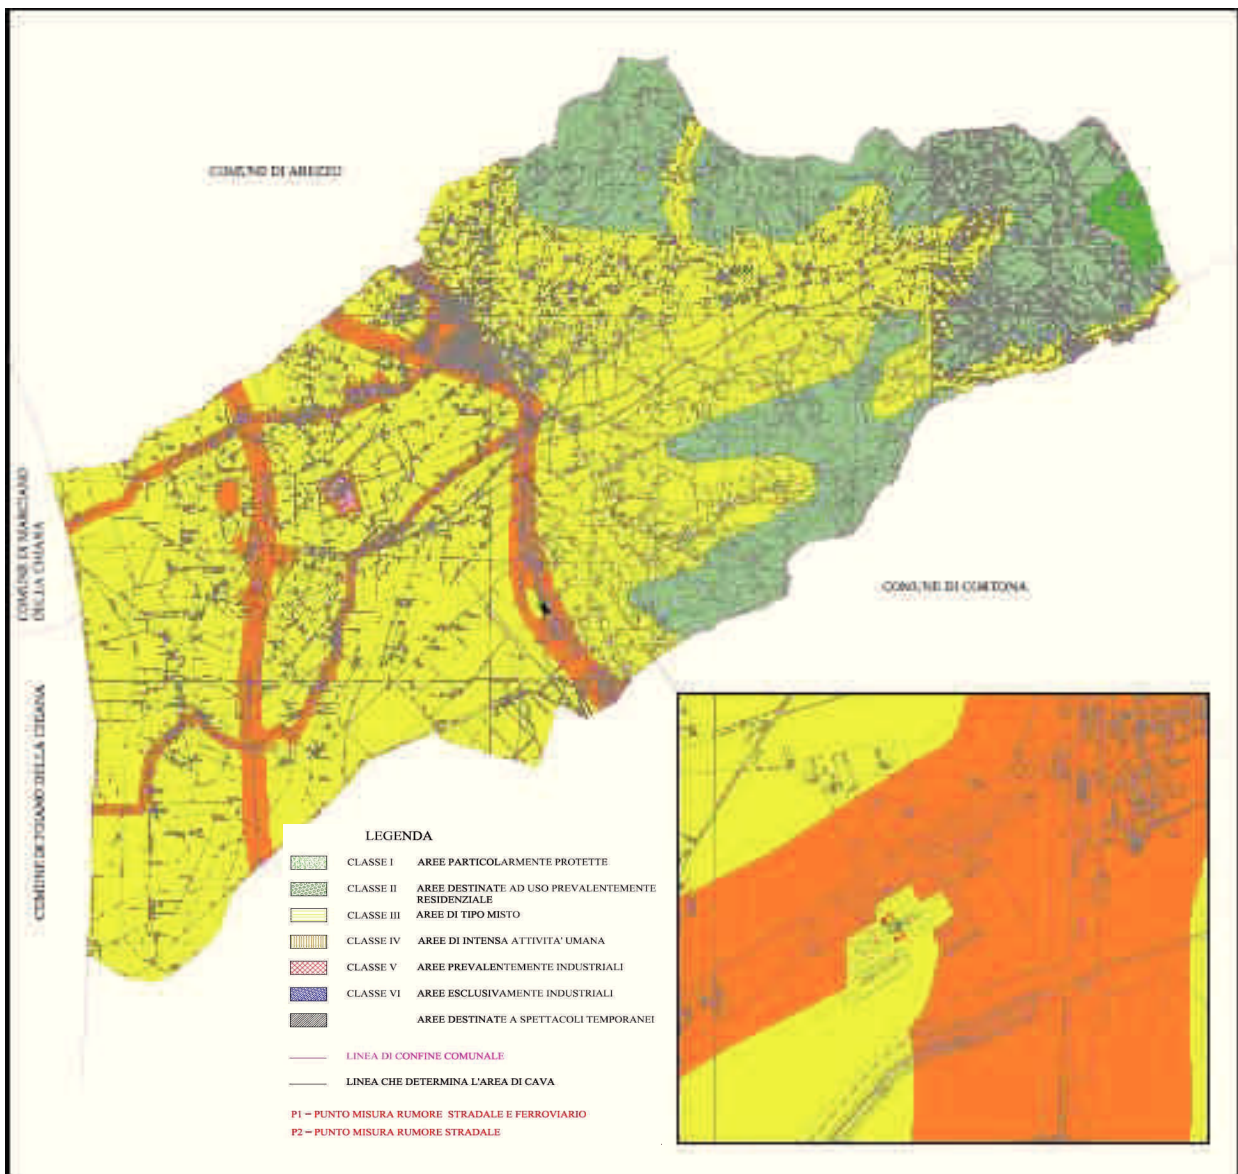 COMUNE DI AREZZO
COMUNE DI MARCIANO
DELLA CHIANA
COMUNE DI CORTONA
COMUNE DI FOIANO DELLA CHIANA
LEGENDA
CLASSE I AREE PARTICOLARMENTE PROTETTE
CLASSE II AREE DESTINATE AD USO PREVALENTEMENTE
RESIDENZIALE
CLASSE III AREE DI TIPO MISTO
CLASSE IV AREE DI INTENSA ATTIVITA' UMANA
CLASSE V AREE PREVALENTEMENTE INDUSTRIALI
CLASSE VI AREE ESCLUSIVAMENTE INDUSTRIALI
AREE DESTINATE A SPETTACOLI TEMPORANEI
LINEA DI CONFINE COMUNALE
LINEA CHE DETERMINA L'AREA DI CAVA
P1 – PUNTO MISURA RUMORE STRADALE E FERROVIARIO
P2 – PUNTO MISURA RUMORE STRADALE